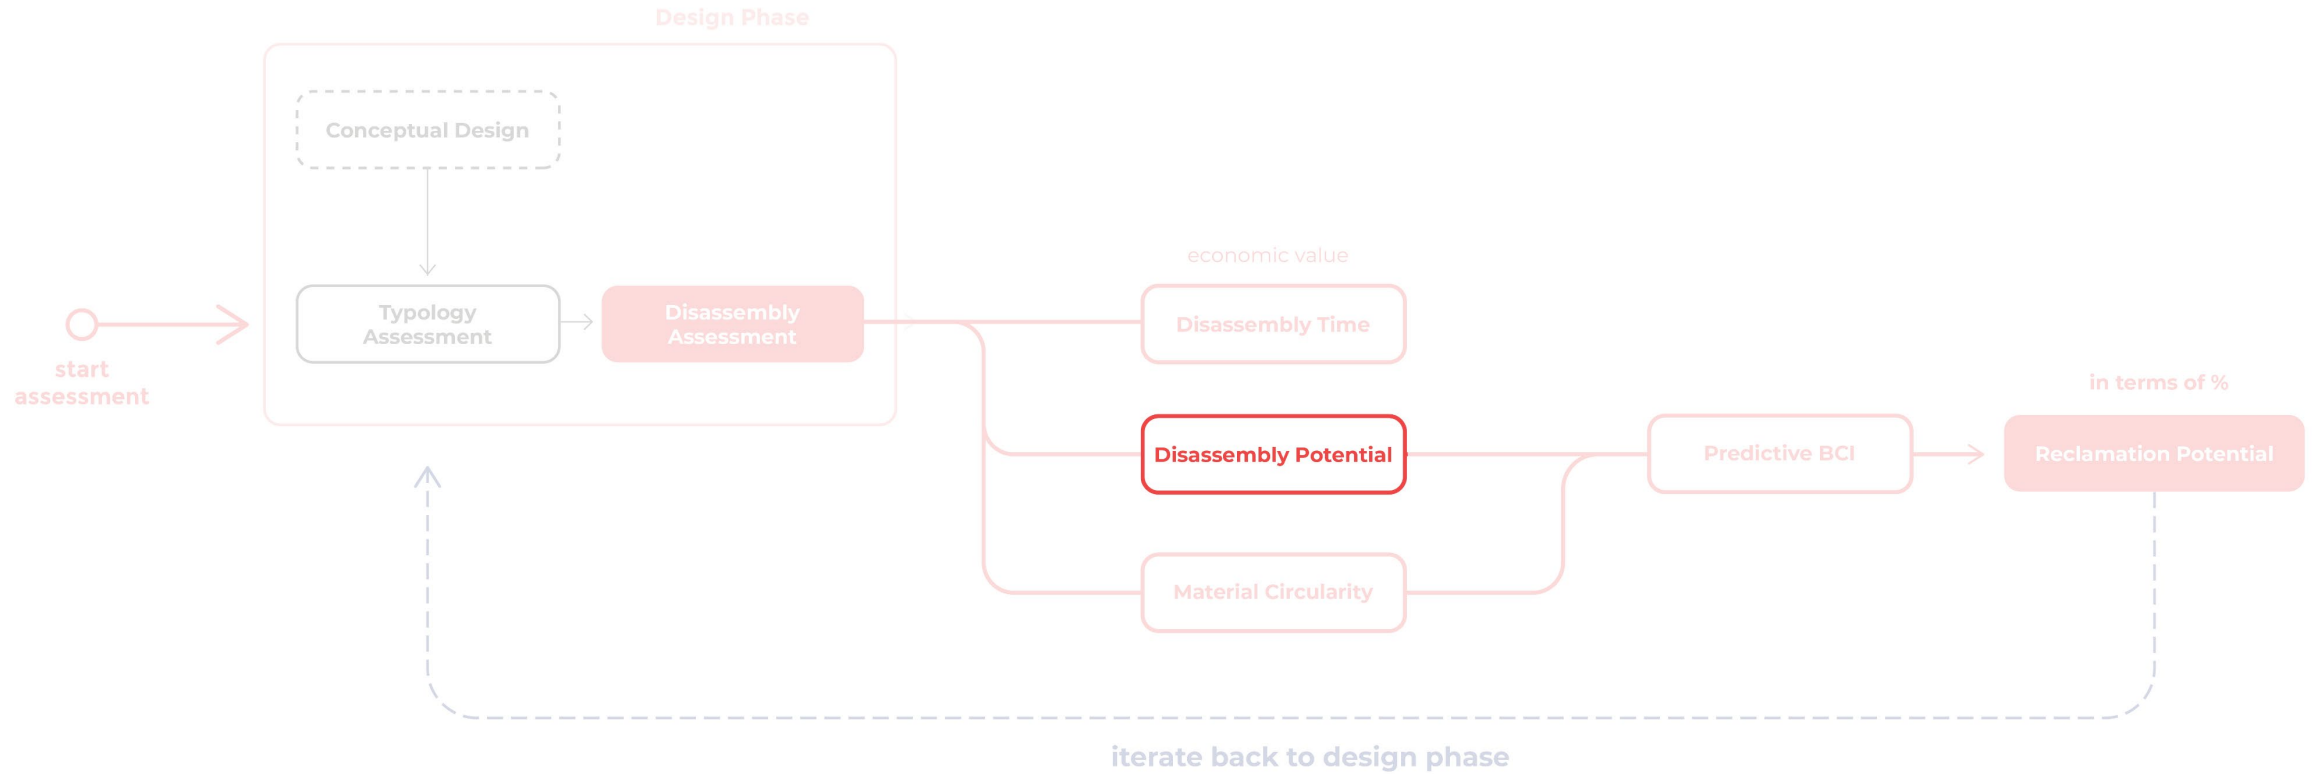 Design Phase
Conceptual Design
Typology
Assessment
Disassembly
Assessment
start
assessment
economic value
Disassembly Time
Disassembly Potential
Material Circularity
Predictive BCI
in terms of %
Reclamation Potential
iterate back to design phase